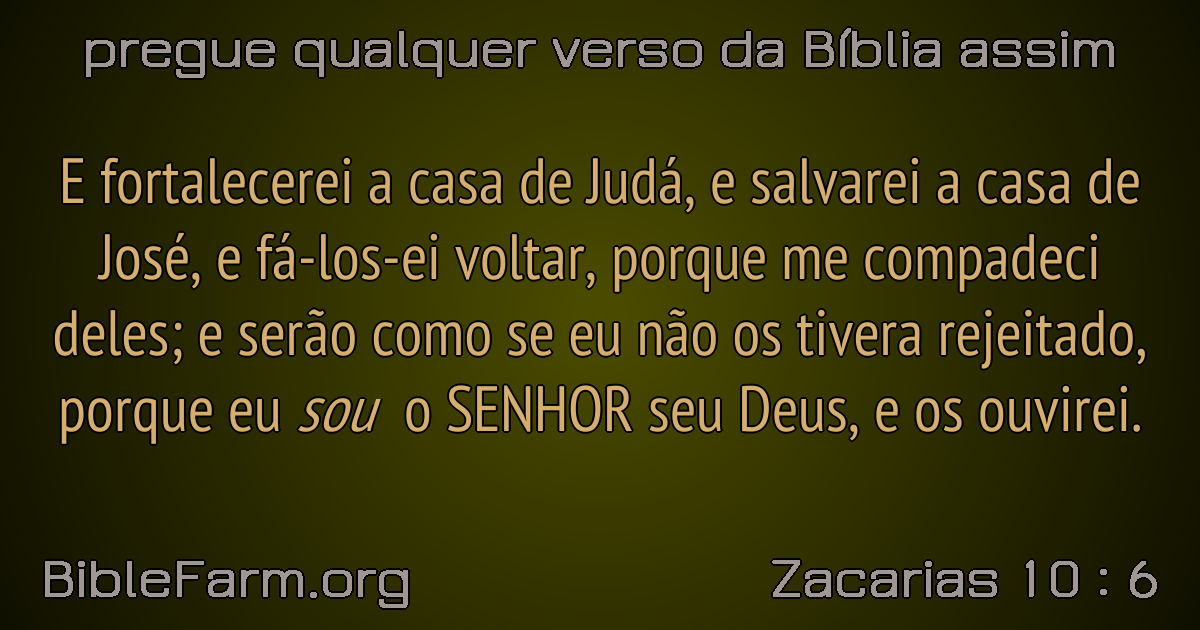 pregue qualquer verso da Bíblia assim
E fortalecerei a casa de Judá, e salvarei a casa de
José, e fá-los-ei voltar, porque me compadeci
deles; e serão como se eu não os tivera rejeitado,
porque eu sou o SENHOR seu Deus, e os ouvirei.
BibleFarm.org
Zacarias 10 : 6